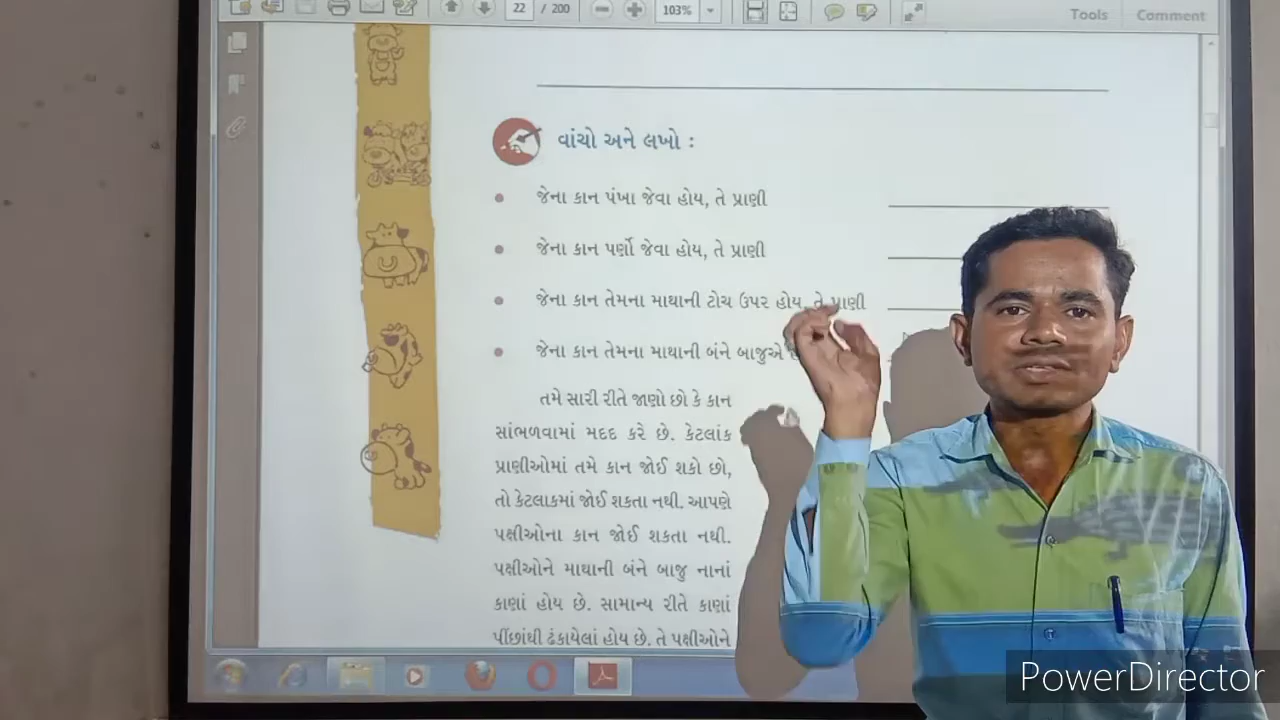 22 / 200
103%
Tools
Comment
વાંચો અને લખો :
જેના કાન પંખા જેવા હોય, તે પ્રાણી
જેના કાન પર્ણો જેવા હોય, તે પ્રાણી
જેના કાન તેમના માથાની ટોચ ઉપર હોય, તે પ્રાણી
જેના કાન તેમના માથાની બંને બાજુએ
તમે સારી રીતે જાણો છો કે કાન
સાંભળવામાં મદદ કરે છે. કેટલાંક
પ્રાણીઓમાં તમે કાન જોઈ શકો છો,
તો કેટલાકમાં જોઈ શકતા નથી. આપણે
પક્ષીઓના કાન જોઈ શકતા નથી.
પક્ષીઓને માથાની બંને બાજુ નાનાં
કાણાં હોય છે. સામાન્ય રીતે કાણાં
પીંછાંથી ઢંકાયેલાં હોય છે. તે પક્ષીઓને
PowerDirector